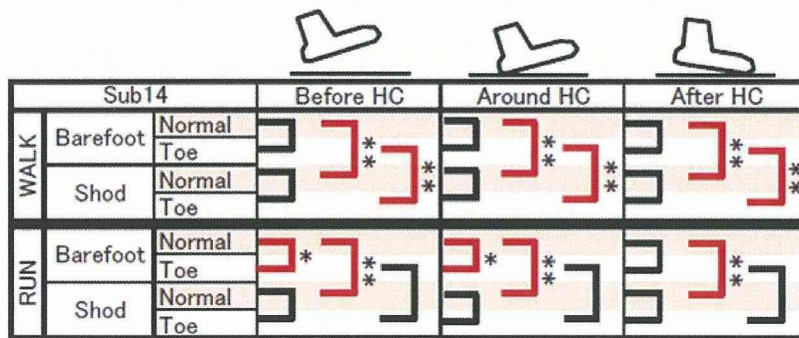 Sub14 Before HC Around HC After HC
WALK
Barefoot Normal
Toe
** ** **
** ** **
Shod Normal
Toe
RUN
Barefoot Normal
Toe
* ** * ** **
Shod Normal
Toe